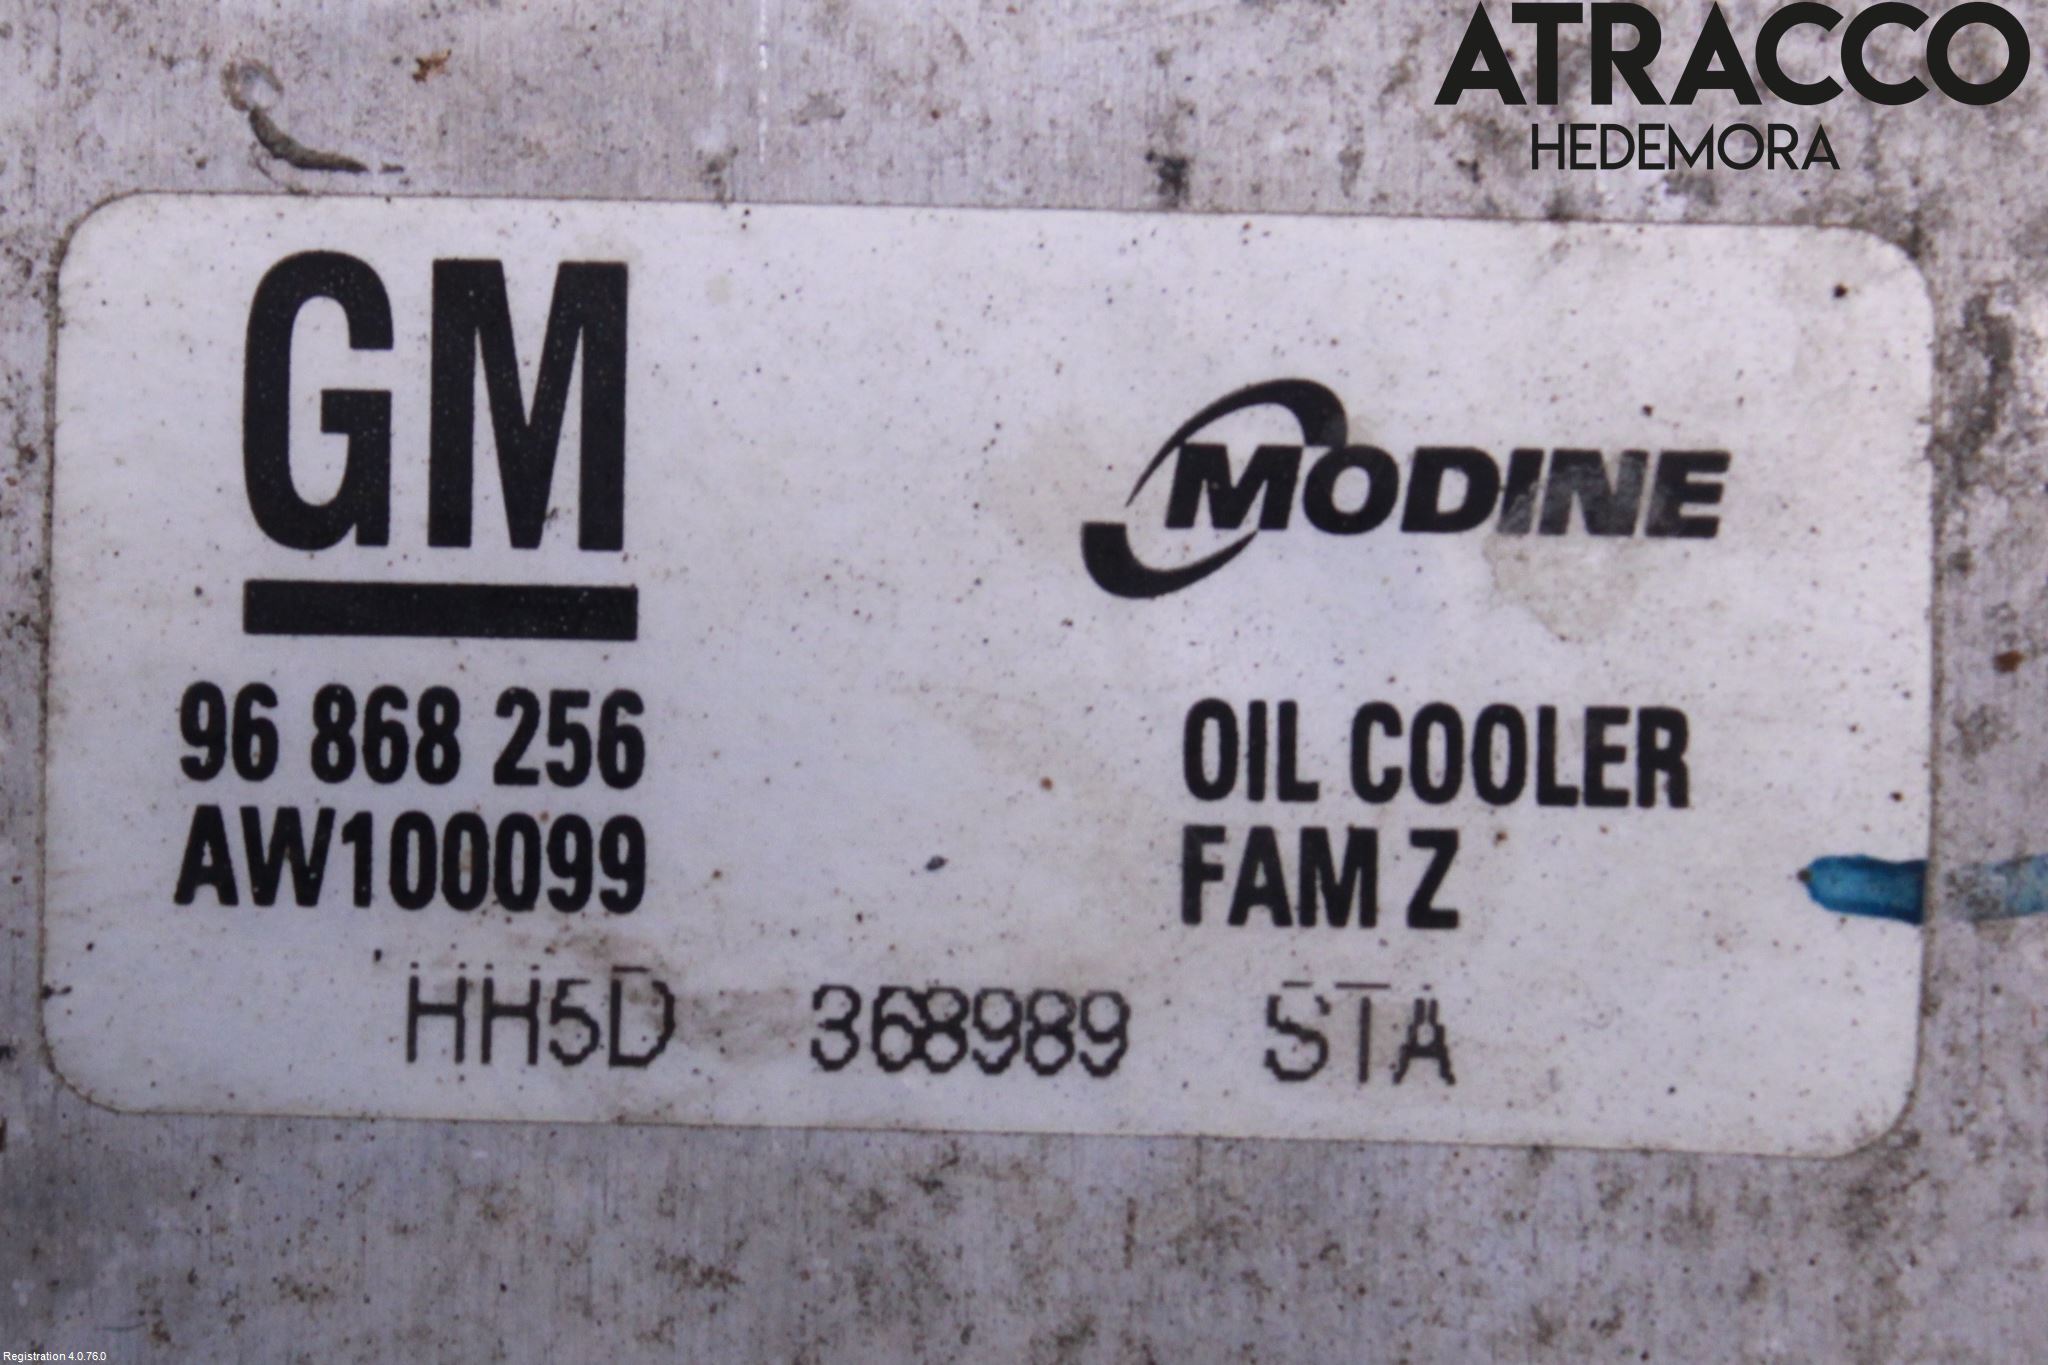 ATRACCO
HEDEMORA
GM
MODINE
96 868 256
OIL COOLER
AW100099
FAM Z
HH5D 368989 STA
Registration 4.0.76.0